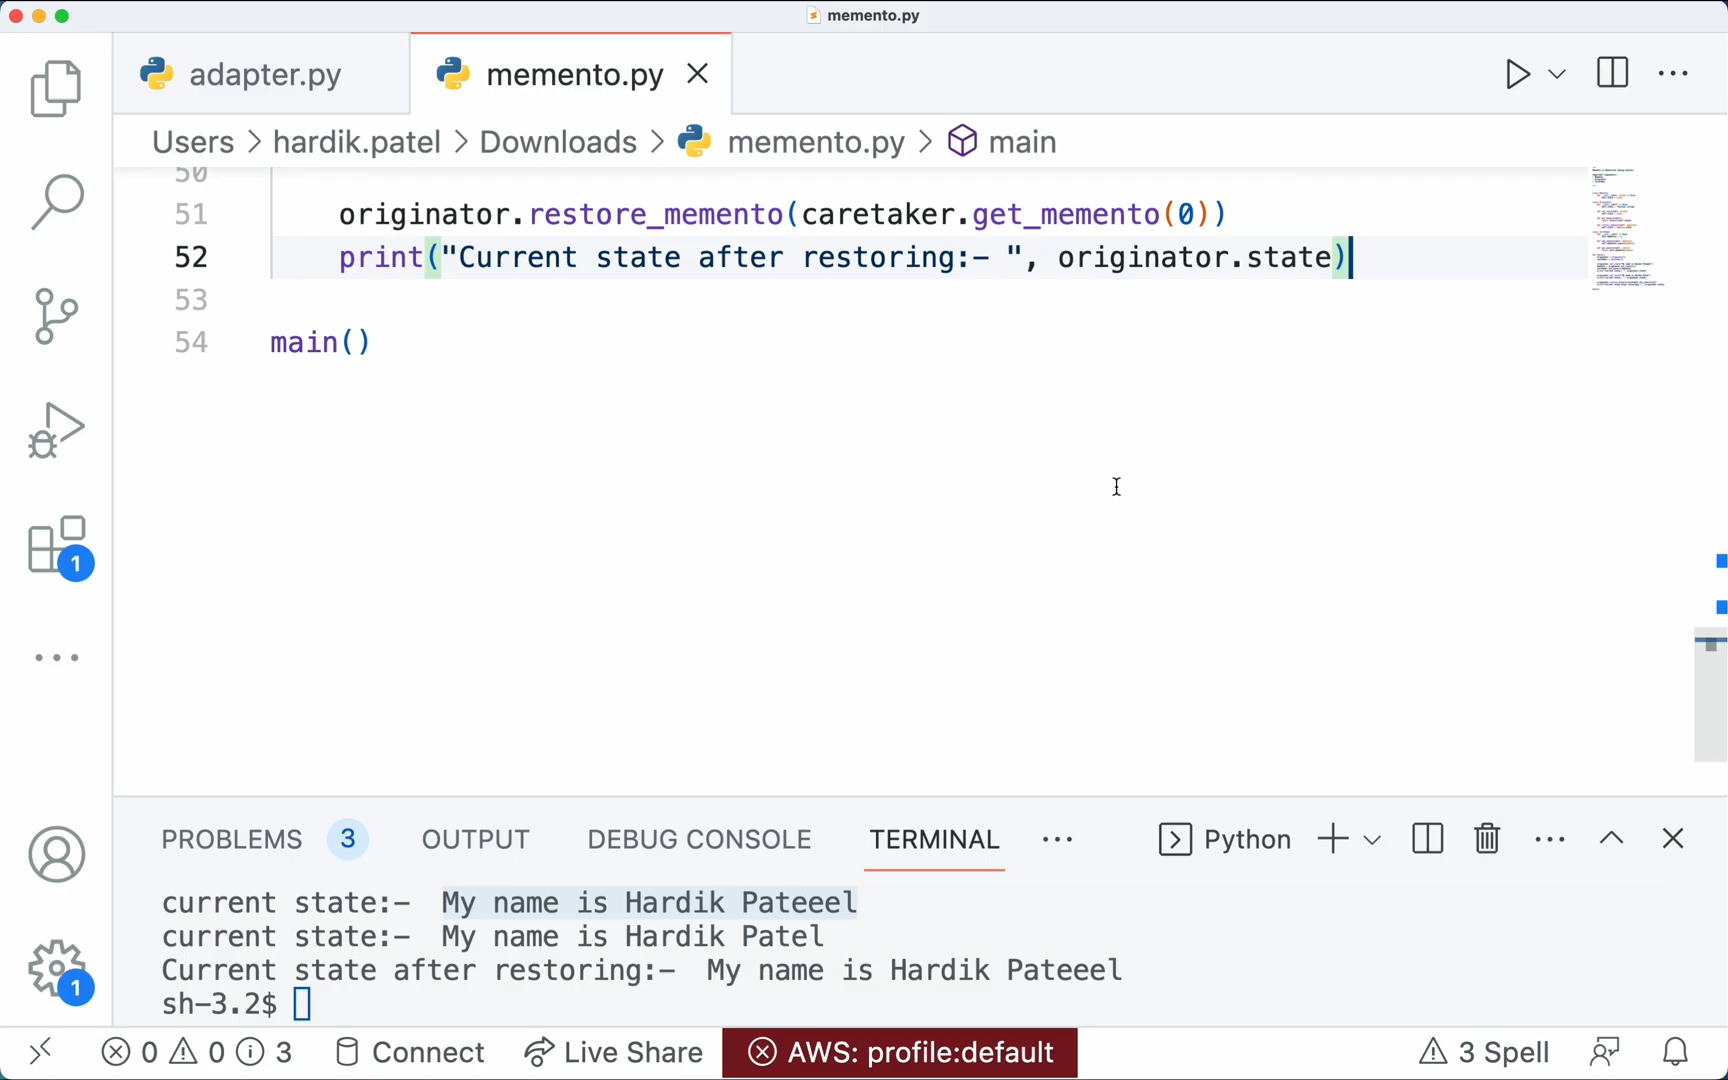 memento.py
adapter.py
memento.py
Users > hardik.patel > Downloads > memento.py > main
50
51 originator.restore_memento(caretaker.get_memento(0))
52 print("Current state after restoring:- ", originator.state)
53
54 main()
1
1
PROBLEMS 3 OUTPUT DEBUG CONSOLE TERMINAL ... Python
current state:-  My name is Hardik Pateeel
current state:-  My name is Hardik Patel
Current state after restoring:-  My name is Hardik Pateeel
sh-3.2$
0 0 3 Connect Live Share AWS: profile:default 3 Spell